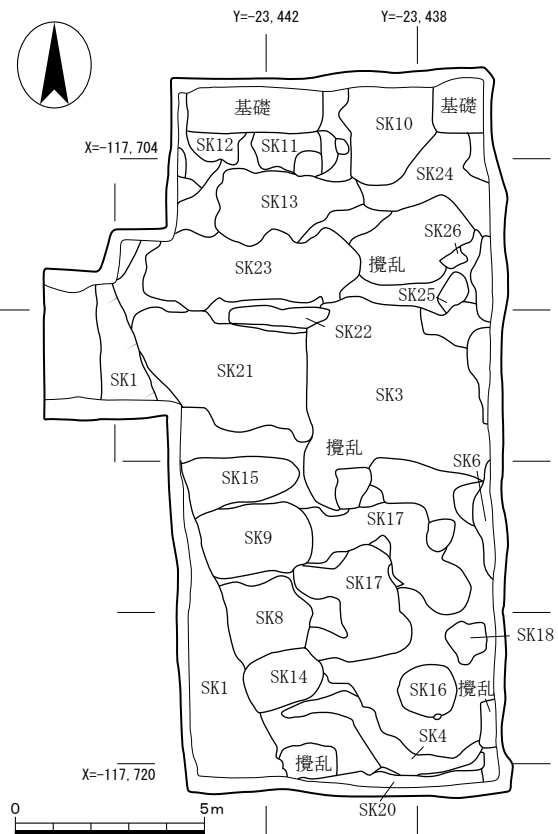 Y=-23,442
Y=-23,438
基礎
基礎
SK10
SK12
SK11
X=-117,704
SK24
SK13
SK26
SK23
攪乱
SK25
SK22
SK1
SK21
SK3
攪乱
SK6
SK15
SK17
SK9
SK17
SK8
SK18
SK14
SK1
SK16
攪乱
SK4
攪乱
X=-117,720
SK20
0
5m